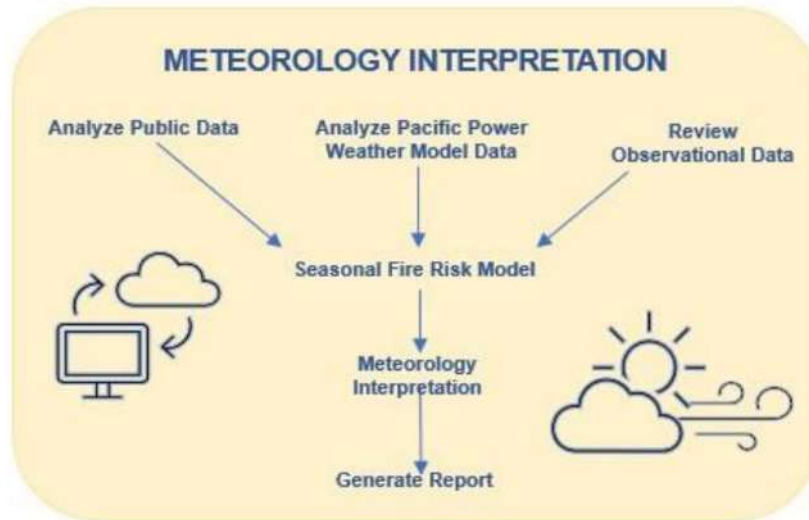 METEOROLOGY INTERPRETATION
Analyze Public Data
Analyze Pacific Power
Weather Model Data
Review
Observational Data
Seasonal Fire Risk Model
Meteorology
Interpretation
Generate Report